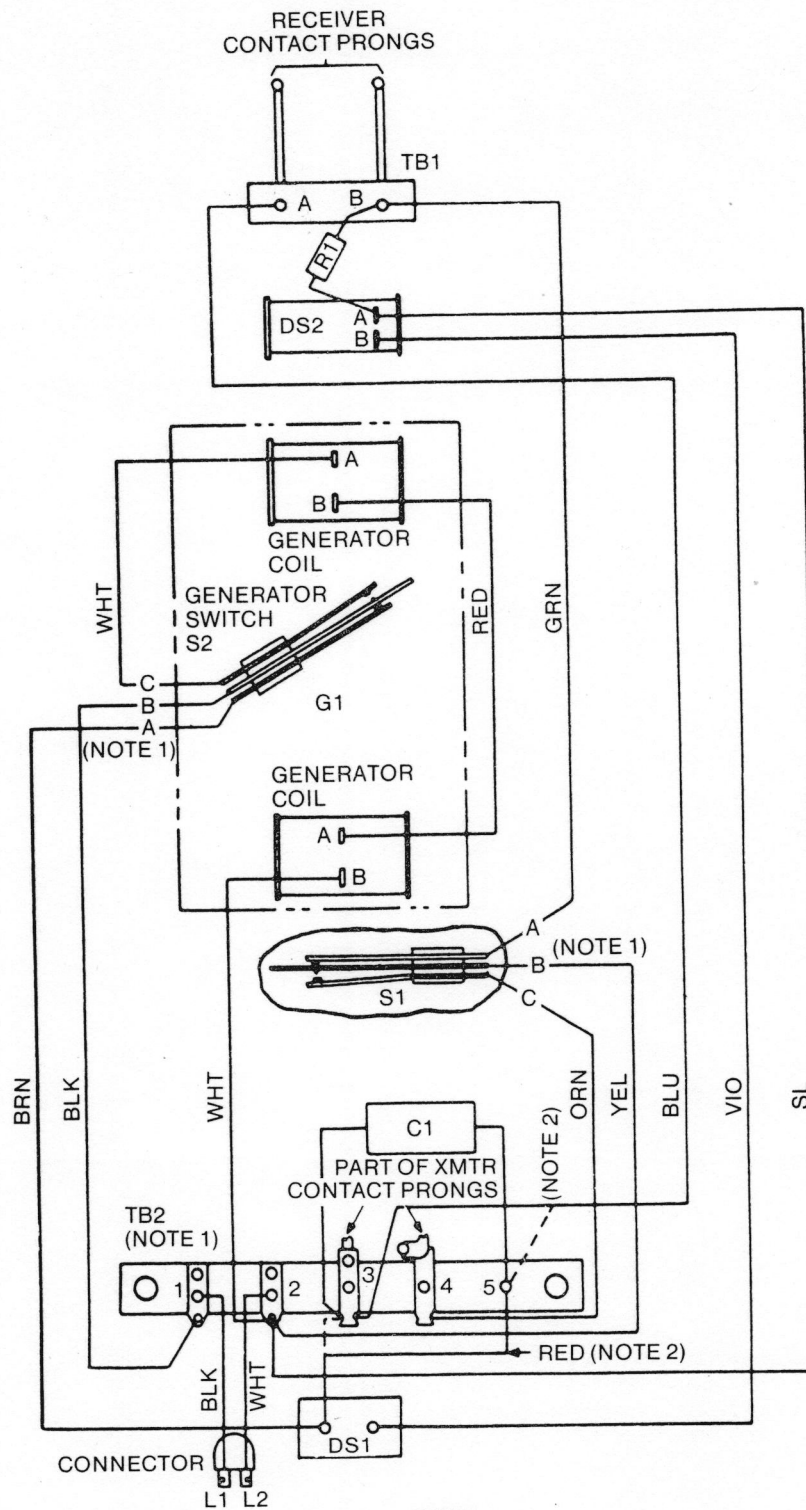 RECEIVER
CONTACT PRONGS
TB1
A B
R1
DS2
A
B
A
B
GENERATOR
COIL
WHT
GENERATOR
SWITCH
S2
RED
GRN
C
B
A
(NOTE 1)
G1
GENERATOR
COIL
A
B
A
B
(NOTE 1)
C
S1
BRN
BLK
WHT
ORN
YEL
BLU
VIO
C1
PART OF XMTR
CONTACT PRONGS
(NOTE 2)
TB2
(NOTE 1)
1 2 3 4 5
RED (NOTE 2)
BLK
WHT
DS1
CONNECTOR
L1 L2